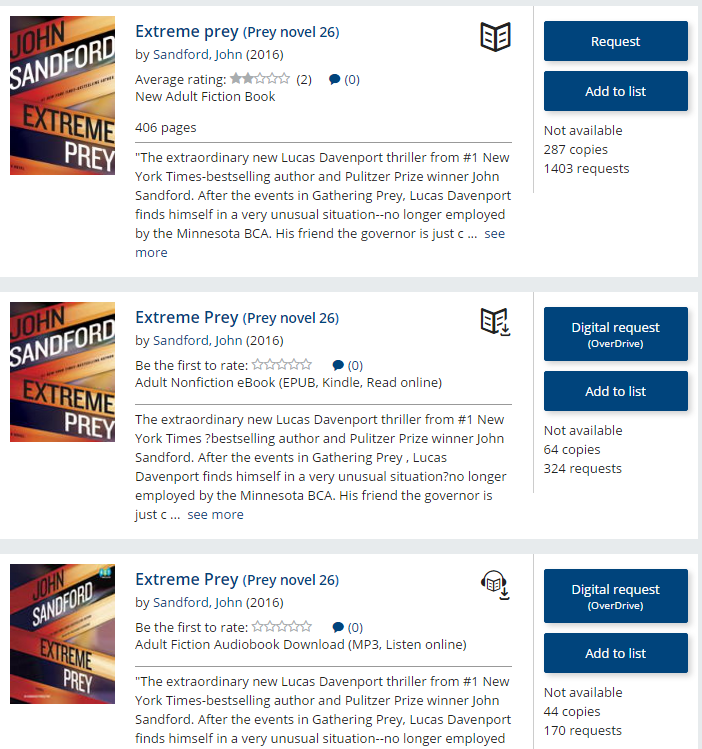 JOHN
SANDFORD
#1 NEW YORK TIMES-BESTSELLING AUTHOR
EXTREME
PREY
Extreme prey (Prey novel 26)
by Sandford, John (2016)
Average rating: (2) (0)
New Adult Fiction Book
406 pages
"The extraordinary new Lucas Davenport thriller from #1 New
York Times-bestselling author and Pulitzer Prize winner John
Sandford. After the events in Gathering Prey, Lucas Davenport
finds himself in a very unusual situation--no longer employed
by the Minnesota BCA. His friend the governor is just c ... see
more
Request
Add to list
Not available
287 copies
1403 requests
JOHN
SANDFORD
EXTREME
PREY
Extreme Prey (Prey novel 26)
by Sandford, John (2016)
Be the first to rate: (0)
Adult Nonfiction eBook (EPUB, Kindle, Read online)
The extraordinary new Lucas Davenport thriller from #1 New
York Times ?bestselling author and Pulitzer Prize winner John
Sandford. After the events in Gathering Prey , Lucas
Davenport finds himself in a very unusual situation?no longer
employed by the Minnesota BCA. His friend the governor is
just c ... see more
Digital request
(OverDrive)
Add to list
Not available
64 copies
324 requests
JOHN
SANDFORD
EXTREME
PREY
Extreme Prey (Prey novel 26)
by Sandford, John (2016)
Be the first to rate: (0)
Adult Fiction Audiobook Download (MP3, Listen online)
"The extraordinary new Lucas Davenport thriller from #1 New
York Times-bestselling author and Pulitzer Prize winner John
Sandford. After the events in Gathering Prey, Lucas Davenport
finds himself in a very unusual situation--no longer employed
Digital request
(OverDrive)
Add to list
Not available
44 copies
170 requests